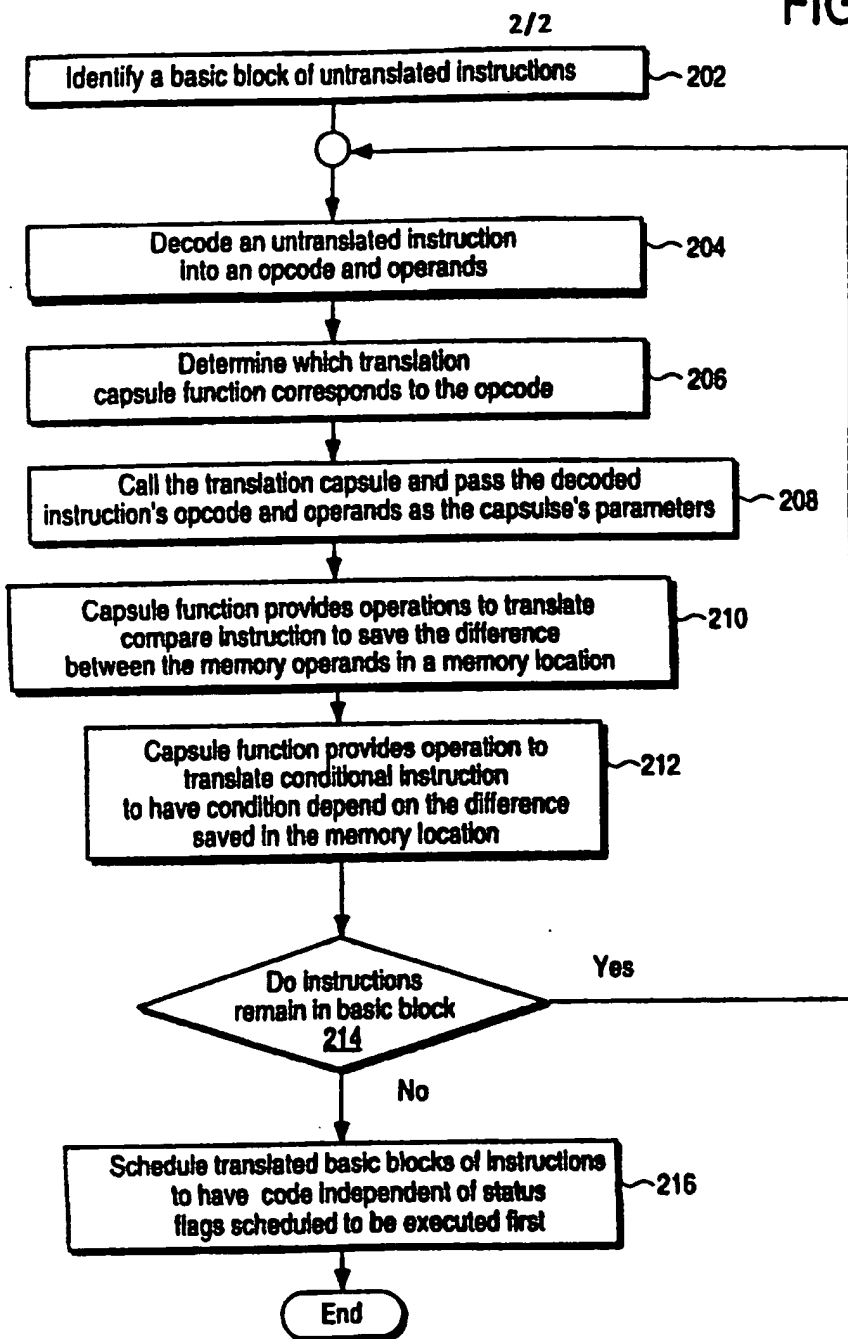 2/2
FIG
Identify a basic block of untranslated instructions
202
Decode an untranslated instruction
into an opcode and operands
204
Determine which translation
capsule function corresponds to the opcode
206
Call the translation capsule and pass the decoded
instruction's opcode and operands as the capsulse's parameters
208
Capsule function provides operations to translate
compare instruction to save the difference
between the memory operands in a memory location
210
Capsule function provides operation to
translate conditional instruction
to have condition depend on the difference
saved in the memory location
212
Do instructions
remain in basic block
214
Yes
No
Schedule translated basic blocks of instructions
to have code independent of status
flags scheduled to be executed first
216
End